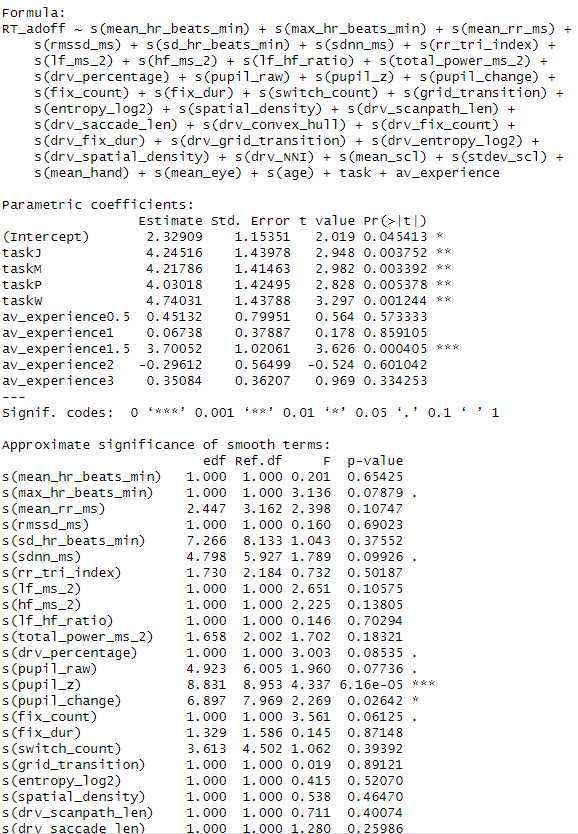 Formula:
RT_adoff ~ s(mean_hr_beats_min) + s(max_hr_beats_min) + s(mean_rr_ms) +
s(rmssd_ms) + s(sd_hr_beats_min) + s(sdnn_ms) + s(rr_tri_index) +
s(lf_ms_2) + s(hf_ms_2) + s(lf_hf_ratio) + s(total_power_ms_2) +
s(drv_percentage) + s(pupil_raw) + s(pupil_z) + s(pupil_change) +
s(fix_count) + s(fix_dur) + s(switch_count) + s(grid_transition) +
s(entropy_log2) + s(spatial_density) + s(drv_scanpath_len) +
s(drv_saccade_len) + s(drv_convex_hull) + s(drv_fix_count) +
s(drv_fix_dur) + s(drv_grid_transition) + s(drv_entropy_log2) +
s(drv_spatial_density) + s(drv_NNI) + s(mean_scl) + s(stdev_scl) +
s(mean_hand) + s(mean_eye) + s(age) + task + av_experience
Parametric coefficients:
Estimate Std. Error t value Pr(>|t|)
(Intercept) 2.32909 1.15351 2.019 0.045413 *
taskJ 4.24516 1.43978 2.948 0.003752 **
taskM 4.21786 1.41463 2.982 0.003392 **
taskP 4.03018 1.42495 2.828 0.005378 **
taskW 4.74031 1.43788 3.297 0.001244 **
av_experience0.5 0.45132 0.79951 0.564 0.573333
av_experience1 0.06738 0.37887 0.178 0.859105
av_experience1.5 3.70052 1.02061 3.626 0.000405 ***
av_experience2 -0.29612 0.56499 -0.524 0.601042
av_experience3 0.35084 0.36207 0.969 0.334253
---
Signif. codes: 0 ‘***’ 0.001 ‘**’ 0.01 ‘*’ 0.05 ‘.’ 0.1 ‘ ’ 1
Approximate significance of smooth terms:
edf Ref.df F p-value
s(mean_hr_beats_min) 1.000 1.000 0.201 0.65425
s(max_hr_beats_min) 1.000 1.000 3.136 0.07879 .
s(mean_rr_ms) 2.447 3.162 2.398 0.10747
s(rmssd_ms) 1.000 1.000 0.160 0.69023
s(sd_hr_beats_min) 7.266 8.133 1.043 0.37552
s(sdnn_ms) 4.798 5.927 1.789 0.09926 .
s(rr_tri_index) 1.730 2.184 0.732 0.50187
s(lf_ms_2) 1.000 1.000 2.651 0.10575
s(hf_ms_2) 1.000 1.000 2.225 0.13805
s(lf_hf_ratio) 1.000 1.000 0.146 0.70294
s(total_power_ms_2) 1.658 2.002 1.702 0.18321
s(drv_percentage) 1.000 1.000 3.003 0.08535 .
s(pupil_raw) 4.923 6.005 1.960 0.07736 .
s(pupil_z) 8.831 8.953 4.337 6.16e-05 ***
s(pupil_change) 6.897 7.969 2.269 0.02642 *
s(fix_count) 1.000 1.000 3.561 0.06125 .
s(fix_dur) 1.329 1.586 0.145 0.87148
s(switch_count) 3.613 4.502 1.062 0.39392
s(grid_transition) 1.000 1.000 0.019 0.89121
s(entropy_log2) 1.000 1.000 0.415 0.52070
s(spatial_density) 1.000 1.000 0.538 0.46470
s(drv_scanpath_len) 1.000 1.000 0.711 0.40074
s(drv_saccade_len) 1.000 1.000 1.280 0.25986